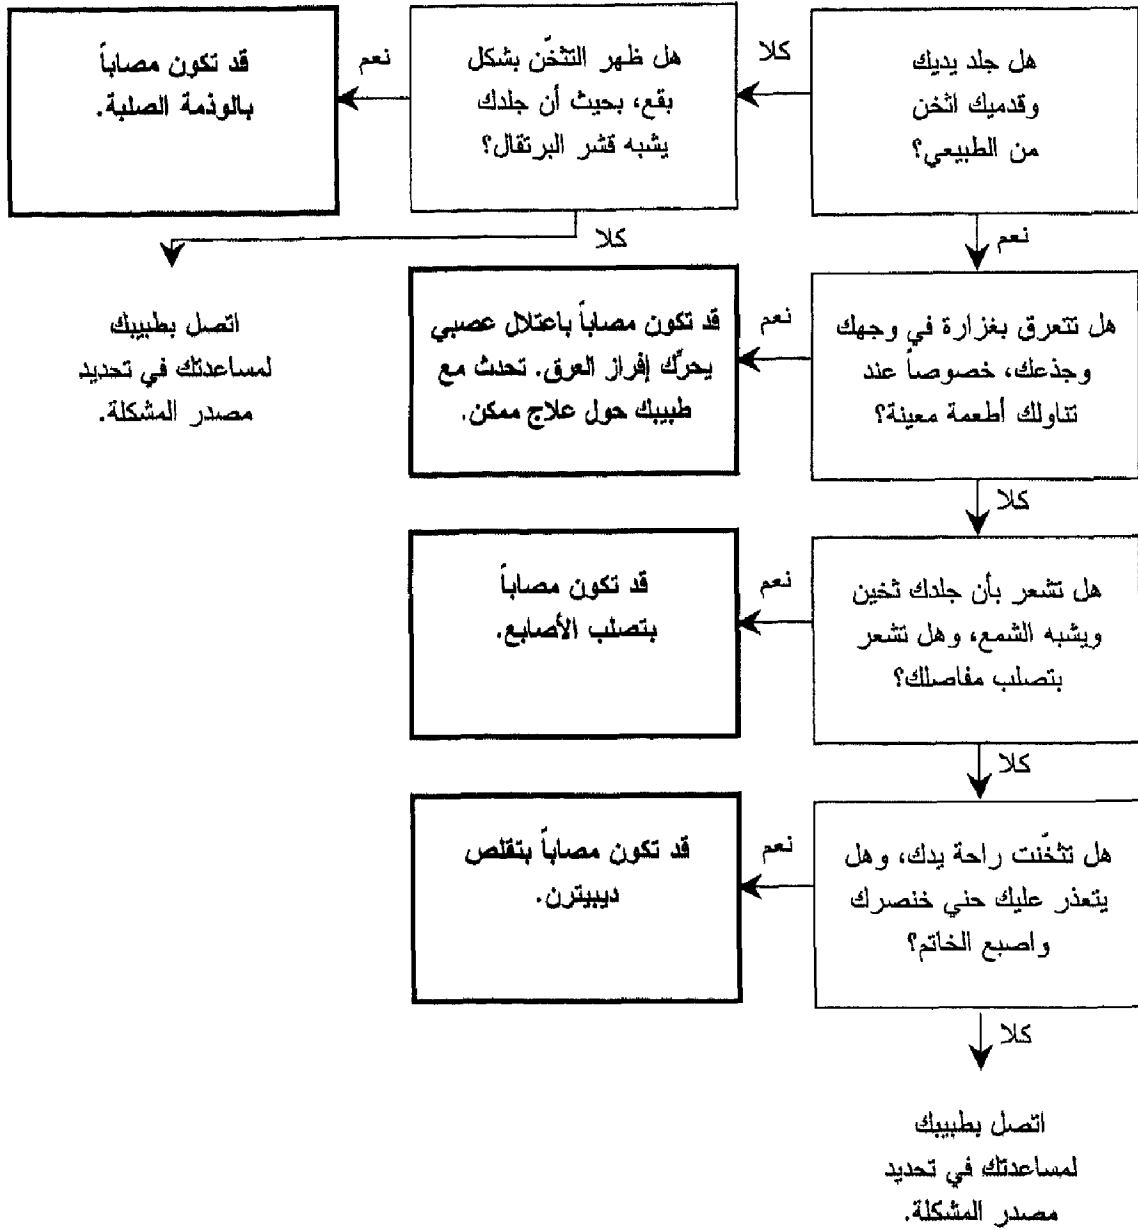 هل جلد يديك
وقدميك اثخن
من الطبيعي؟
كلا
هل ظهر التثخّن بشكل
بقع، بحيث أن جلدك
يشبه قشر البرتقال؟
نعم
قد تكون مصاباً
بالوذمة الصلبة.
كلا
اتصل بطبيبك
لمساعدتك في تحديد
مصدر المشكلة.
نعم
هل تتعرق بغزارة في وجهك
وجذعك، خصوصاً عند
تناولك أطعمة معينة؟
نعم
قد تكون مصاباً باعتلال عصبي
يحرّك إفراز العرق. تحدث مع
طبيبك حول علاج ممكن.
كلا
هل تشعر بأن جلدك ثخين
ويشبه الشمع، وهل تشعر
بتصلب مفاصلك؟
نعم
قد تكون مصاباً
بتصلب الأصابع.
كلا
هل تثخّنت راحة يدك، وهل
يتعذر عليك حني خنصرك
واصبع الخاتم؟
نعم
قد تكون مصاباً بتقلص
ديبيترن.
كلا
اتصل بطبيبك
لمساعدتك في تحديد
مصدر المشكلة.